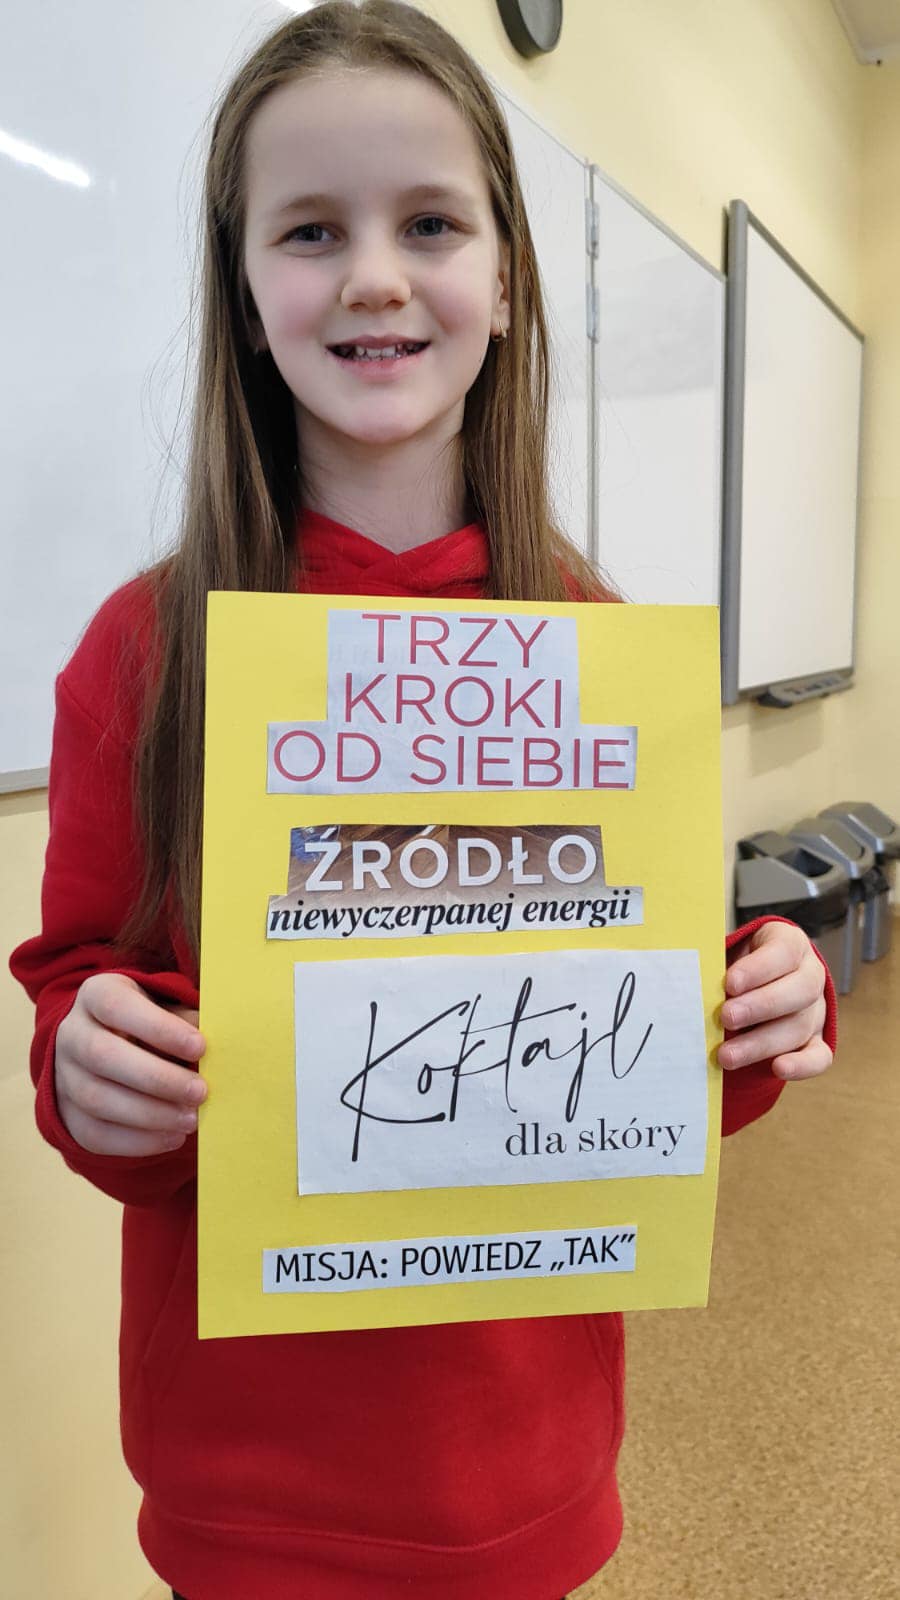 TRZY
KROKI
OD SIEBIE
ŹRÓDŁO
niewyczerpanej energii
Koktajl
dla skóry
MISJA: POWIEDZ „TAK”